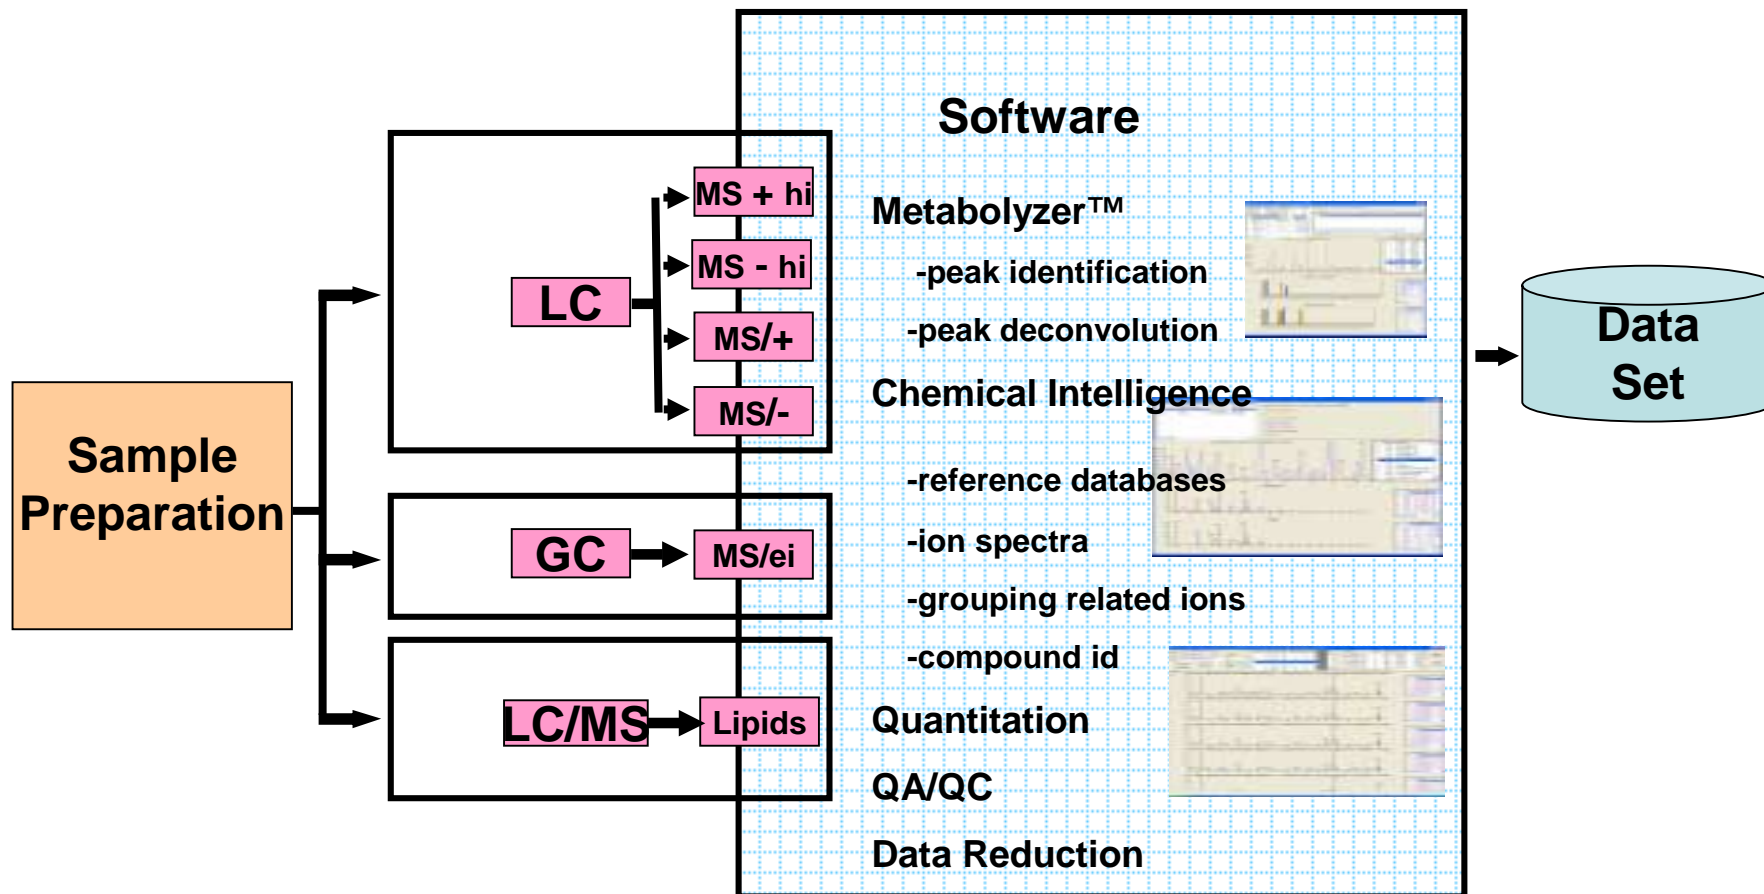 Sample
Preparation
LC
MS + hi
MS - hi
MS/+
MS/-
GC
MS/ei
LC/MS
Lipids
Software
Metabolyzer™
-peak identification
-peak deconvolution
Chemical Intelligence
-reference databases
-ion spectra
-grouping related ions
-compound id
Quantitation
QA/QC
Data Reduction
Data
Set